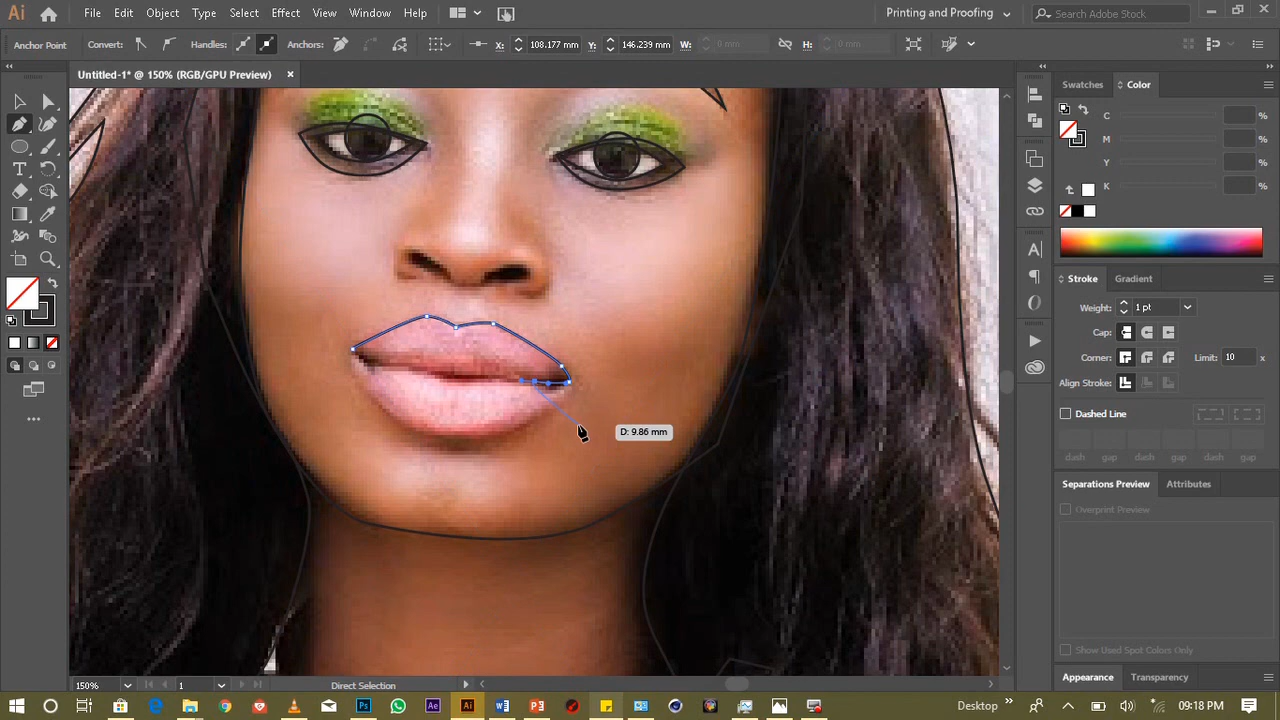 Ai File Edit Object Type Select Effect View Window Help Printing and Proofing Search Adobe Stock
Anchor Point Convert: Handles: Anchors: X: 108.177 mm Y: 146.239 mm W: 0 mm H: 0 mm
Untitled-1* @ 150% (RGB/GPU Preview)
Swatches Color
C %
M %
Y %
K %
Stroke Gradient
Weight: 1 pt
Cap:
Corner: Limit: 10 x
Align Stroke:
Dashed Line
dash gap dash gap dash gap
D: 9.86 mm
Separations Preview Attributes
Overprint Preview
Show Used Spot Colors Only
Appearance Transparency
150% 1 Direct Selection
Ps Ae Ai Desktop 09:18 PM